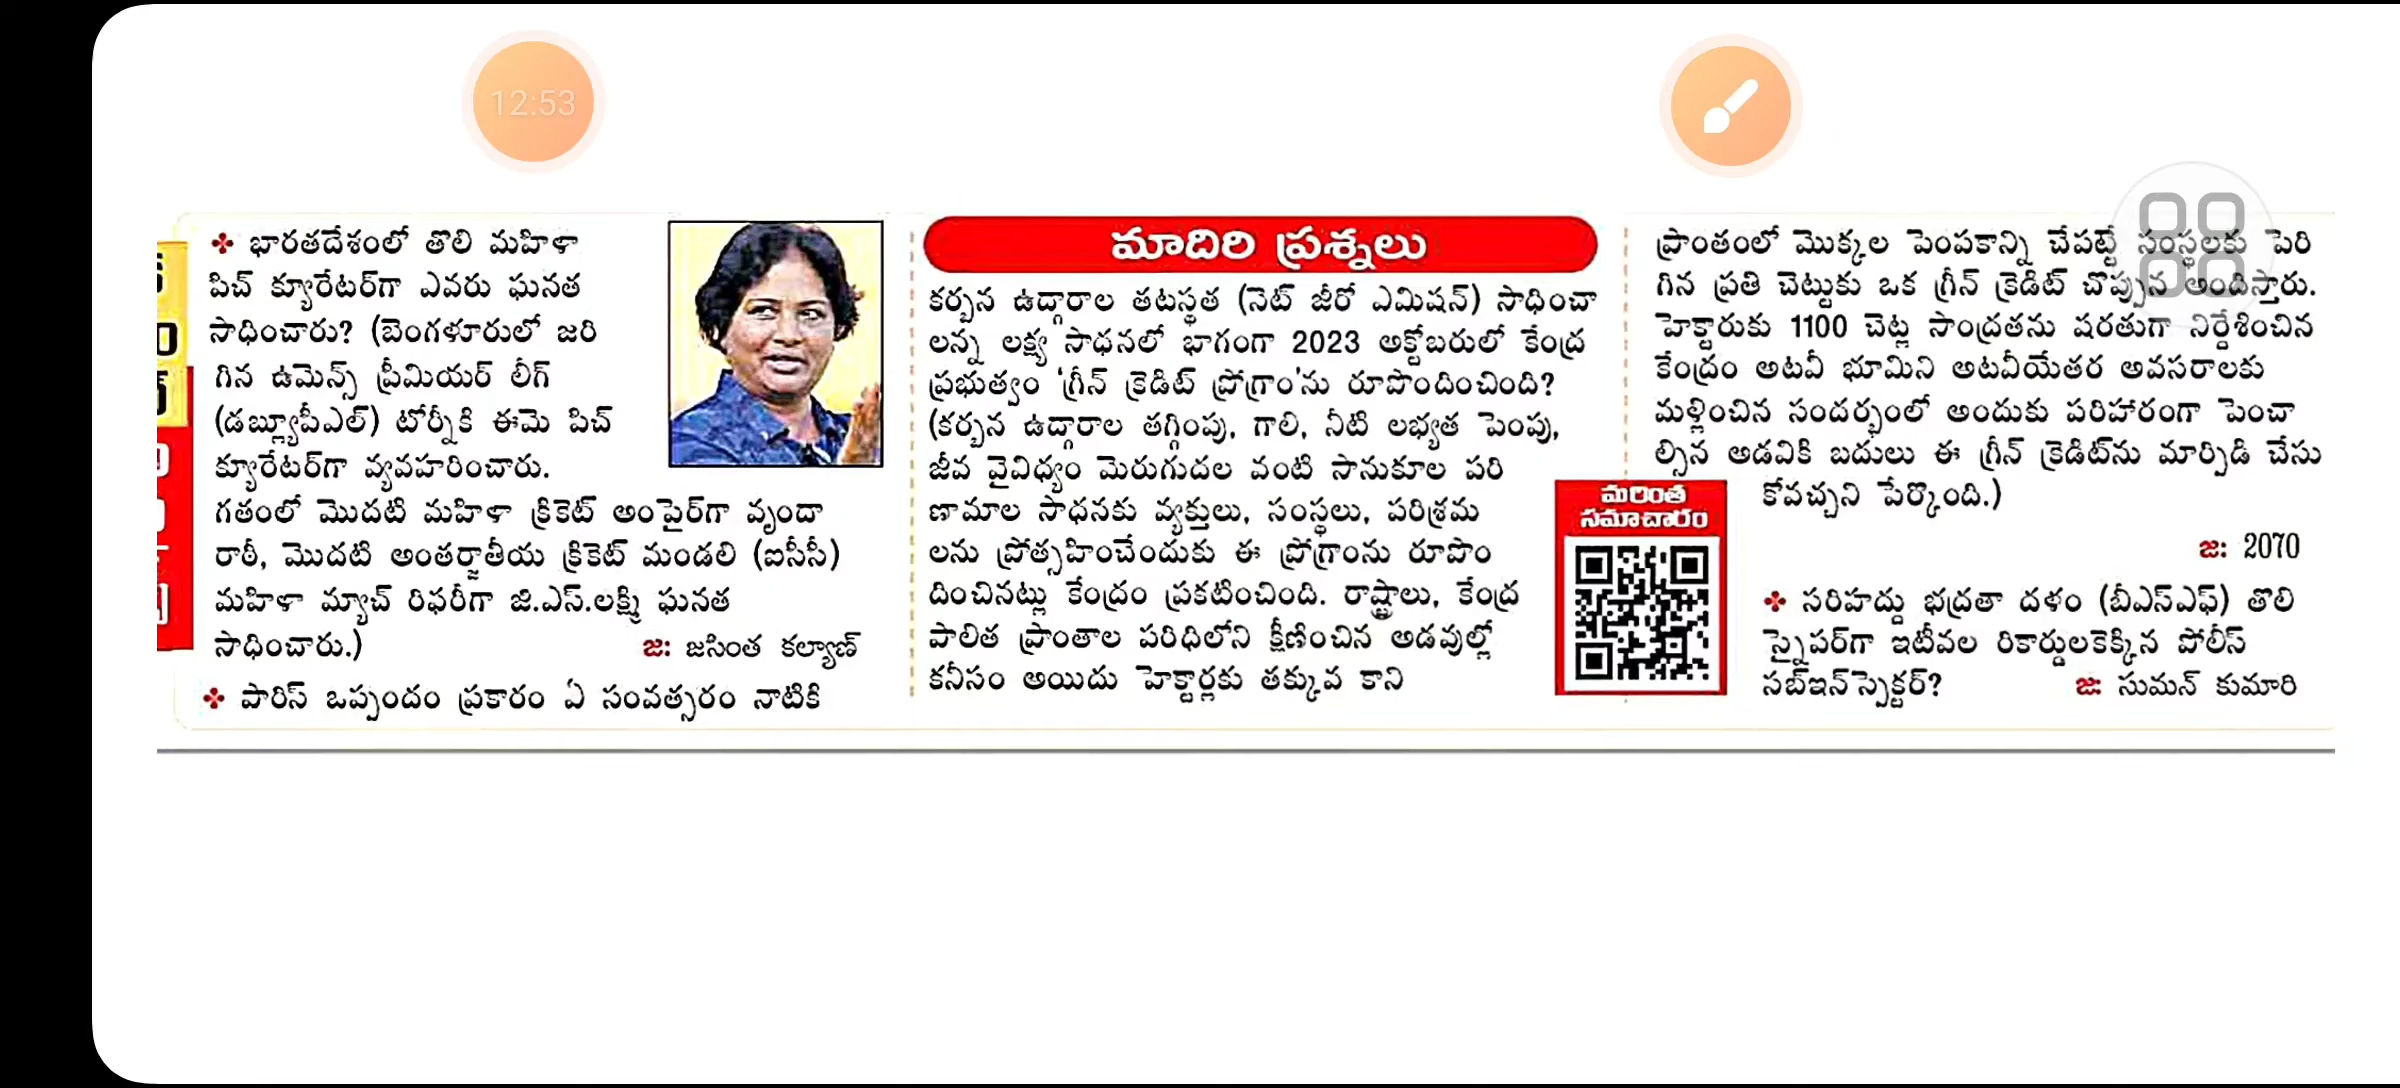 12:53
❖ భారతదేశంలో తొలి మహిళా
పిచ్ క్యూరేటర్‌గా ఎవరు ఘనత
సాధించారు? (బెంగళూరులో జరి
గిన ఉమెన్స్ ప్రీమియర్ లీగ్
(డబ్ల్యూపీఎల్) టోర్నీకి ఈమె పిచ్
క్యూరేటర్‌గా వ్యవహరించారు.
గతంలో మొదటి మహిళా క్రికెట్ అంపైర్‌గా వృందా
రాఠీ, మొదటి అంతర్జాతీయ క్రికెట్ మండలి (ఐసీసీ)
మహిళా మ్యాచ్ రిఫరీగా జి.ఎస్.లక్ష్మి ఘనత
సాధించారు.) జ: జసింత కల్యాణ్
❖ పారిస్ ఒప్పందం ప్రకారం ఏ సంవత్సరం నాటికి
మాదిరి ప్రశ్నలు
కర్బన ఉద్గారాల తటస్థత (నెట్ జీరో ఎమిషన్) సాధించా
లన్న లక్ష్య సాధనలో భాగంగా 2023 అక్టోబరులో కేంద్ర
ప్రభుత్వం ‘గ్రీన్ క్రెడిట్ ప్రోగ్రాం’ను రూపొందించింది?
(కర్బన ఉద్గారాల తగ్గింపు, గాలి, నీటి లభ్యత పెంపు,
జీవ వైవిధ్యం మెరుగుదల వంటి సానుకూల పరి
ణామాల సాధనకు వ్యక్తులు, సంస్థలు, పరిశ్రమ
లను ప్రోత్సహించేందుకు ఈ ప్రోగ్రాంను రూపొం
దించినట్లు కేంద్రం ప్రకటించింది. రాష్ట్రాలు, కేంద్ర
పాలిత ప్రాంతాల పరిధిలోని క్షీణించిన అడవుల్లో
కనీసం అయిదు హెక్టార్లకు తక్కువ కాని
మరింత
సమాచారం
ప్రాంతంలో మొక్కల పెంపకాన్ని చేపట్టే సంస్థలకు పెరి
గిన ప్రతి చెట్టుకు ఒక గ్రీన్ క్రెడిట్ చొప్పున అందిస్తారు.
హెక్టారుకు 1100 చెట్ల సాంద్రతను షరతుగా నిర్దేశించిన
కేంద్రం అటవీ భూమిని అటవీయేతర అవసరాలకు
మళ్లించిన సందర్భంలో అందుకు పరిహారంగా పెంచా
ల్సిన అడవికి బదులు ఈ గ్రీన్ క్రెడిట్‌ను మార్పిడి చేసు
కోవచ్చని పేర్కొంది.)
జ: 2070
❖ సరిహద్దు భద్రతా దళం (బీఎస్ఎఫ్) తొలి
స్నైపర్‌గా ఇటీవల రికార్డులకెక్కిన పోలీస్
సబ్ఇన్‌స్పెక్టర్? జ: సుమన్ కుమారి